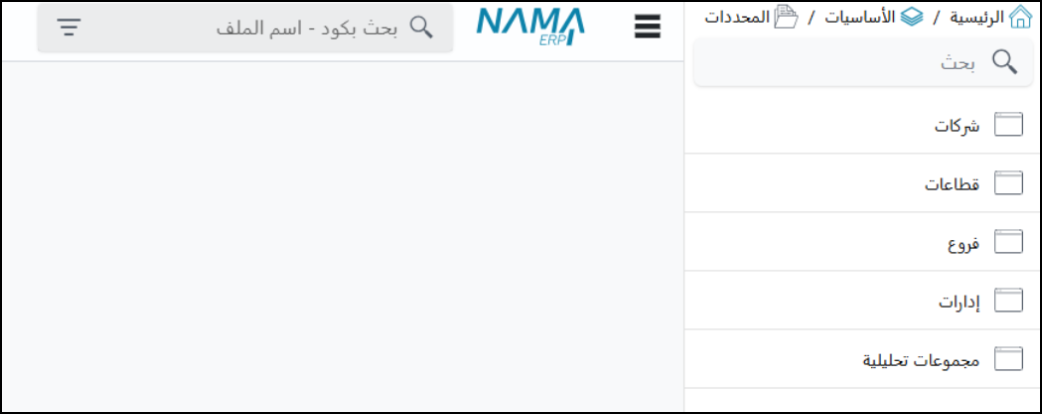 الرئيسية / الأساسيات / المحددات
بحث
شركات
قطاعات
فروع
إدارات
مجموعات تحليلية
NAMA
ERP
بحث بكود - اسم الملف